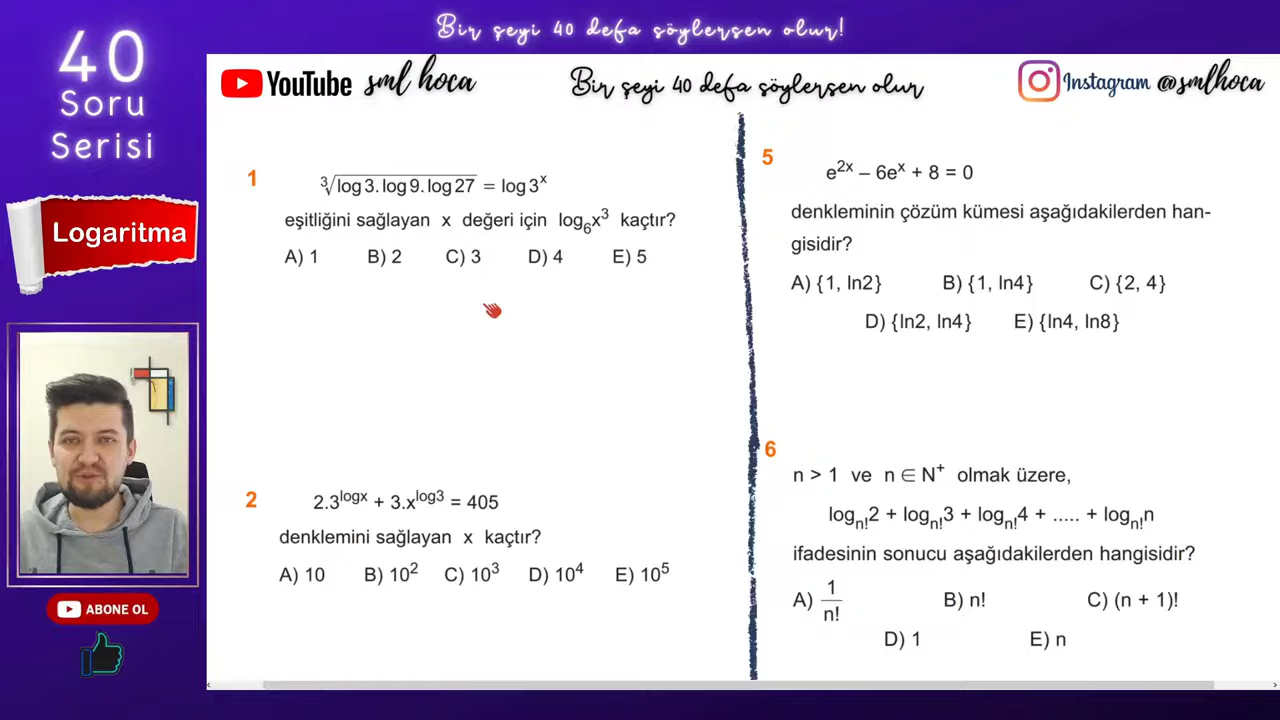 Bir şeyi 40 defa söylersen olur!
40
Soru
Serisi
Logaritma
ABONE OL
YouTube sml hoca
Bir şeyi 40 defa söylersen olur
Instagram @smlhoca
1
∛(log 3. log 9. log 27) = log 3^x
eşitliğini sağlayan x değeri için log₆x³ kaçtır?
A) 1 B) 2 C) 3 D) 4 E) 5
2
2.3^logx + 3.x^log3 = 405
denklemini sağlayan x kaçtır?
A) 10 B) 10² C) 10³ D) 10⁴ E) 10⁵
5
e^2x – 6e^x + 8 = 0
denkleminin çözüm kümesi aşağıdakilerden han-
gisidir?
A) {1, ln2} B) {1, ln4} C) {2, 4}
D) {ln2, ln4} E) {ln4, ln8}
6
n > 1 ve n ∈ N⁺ olmak üzere,
log_n!2 + log_n!3 + log_n!4 + ..... + log_n!n
ifadesinin sonucu aşağıdakilerden hangisidir?
A) 1/n! B) n! C) (n + 1)!
D) 1 E) n